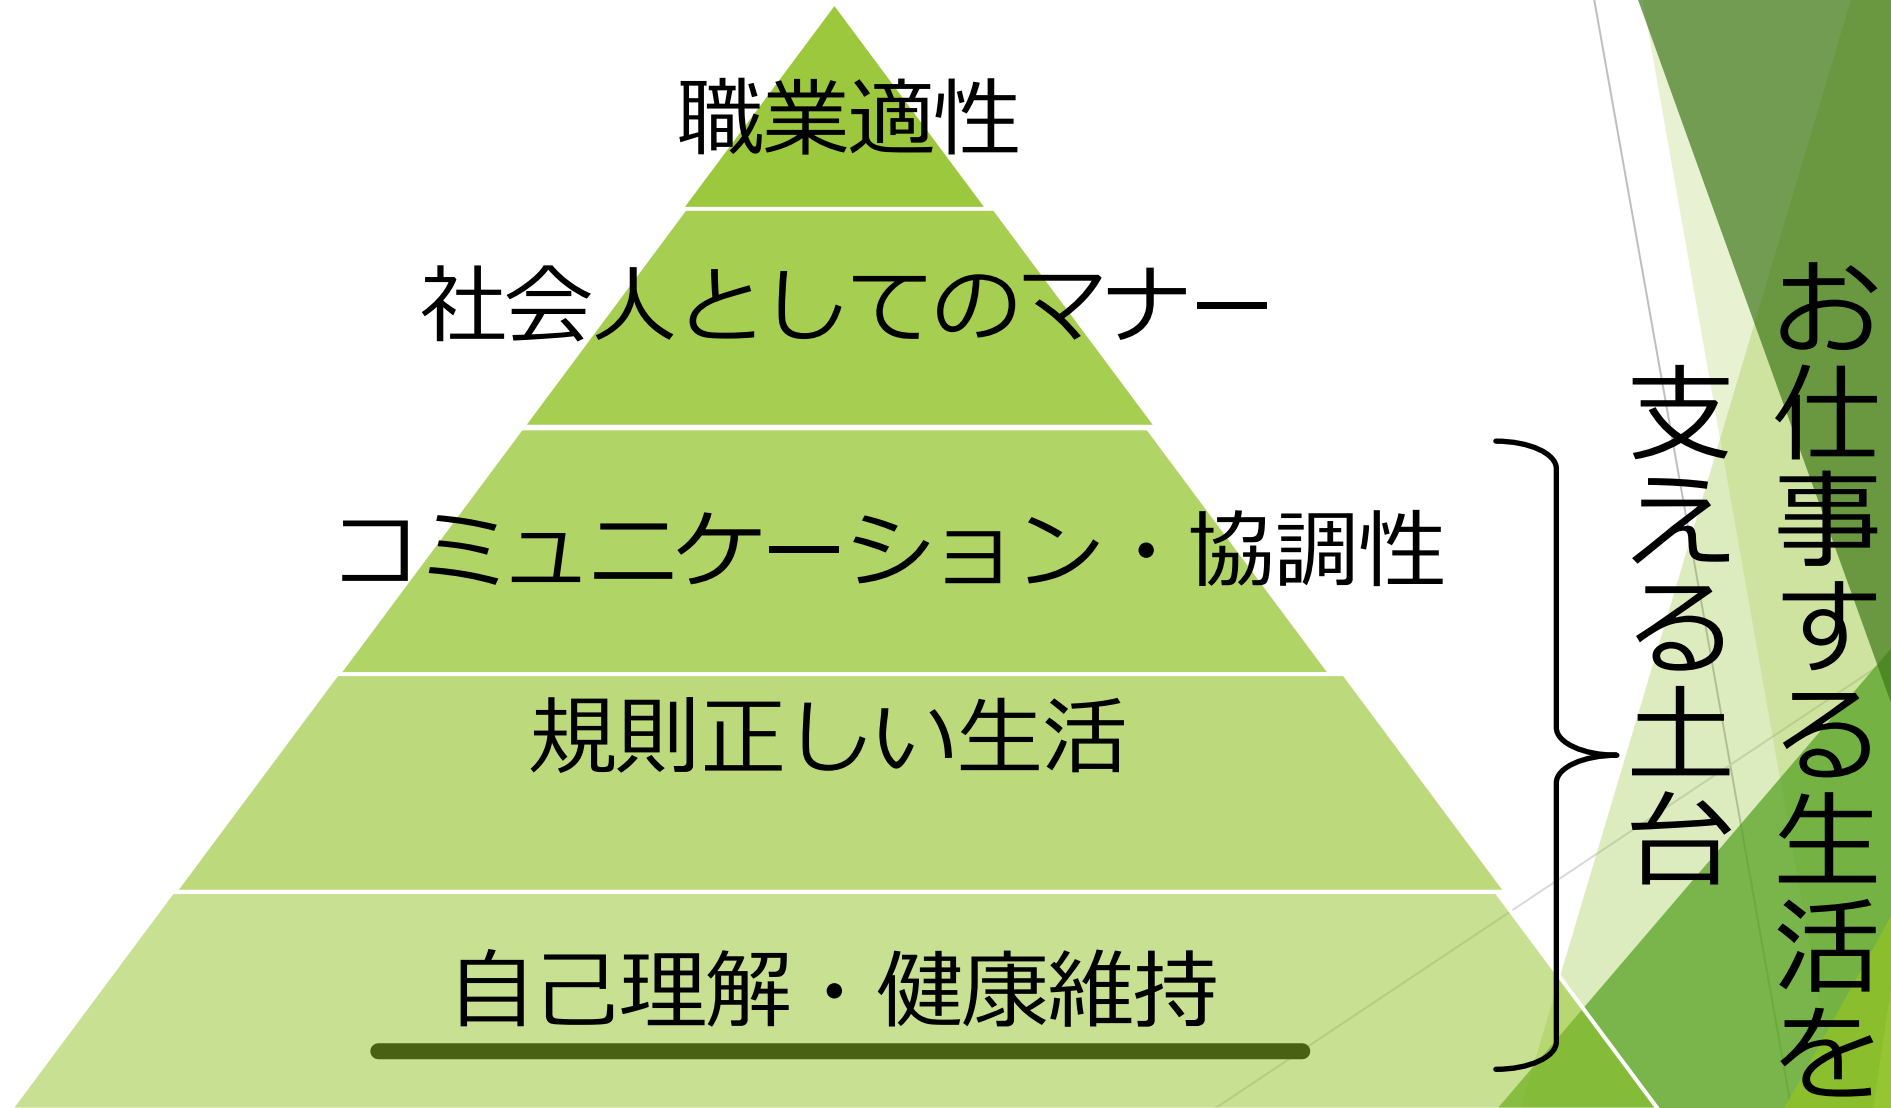 職業適性
社会人としてのマナー
コミュニケーション・協調性
規則正しい生活
自己理解・健康維持
お仕事する生活を
支える土台